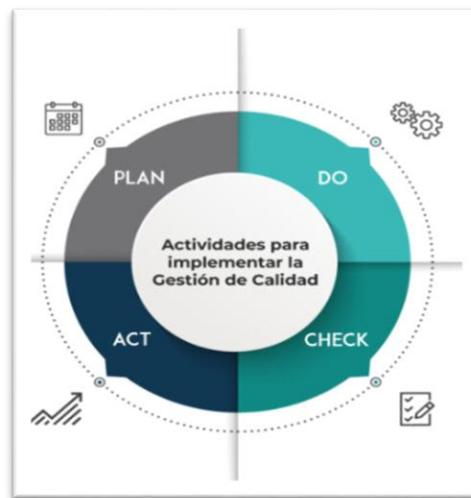 PLAN
DO
Actividades para
implementar la
Gestión de Calidad
ACT
CHECK